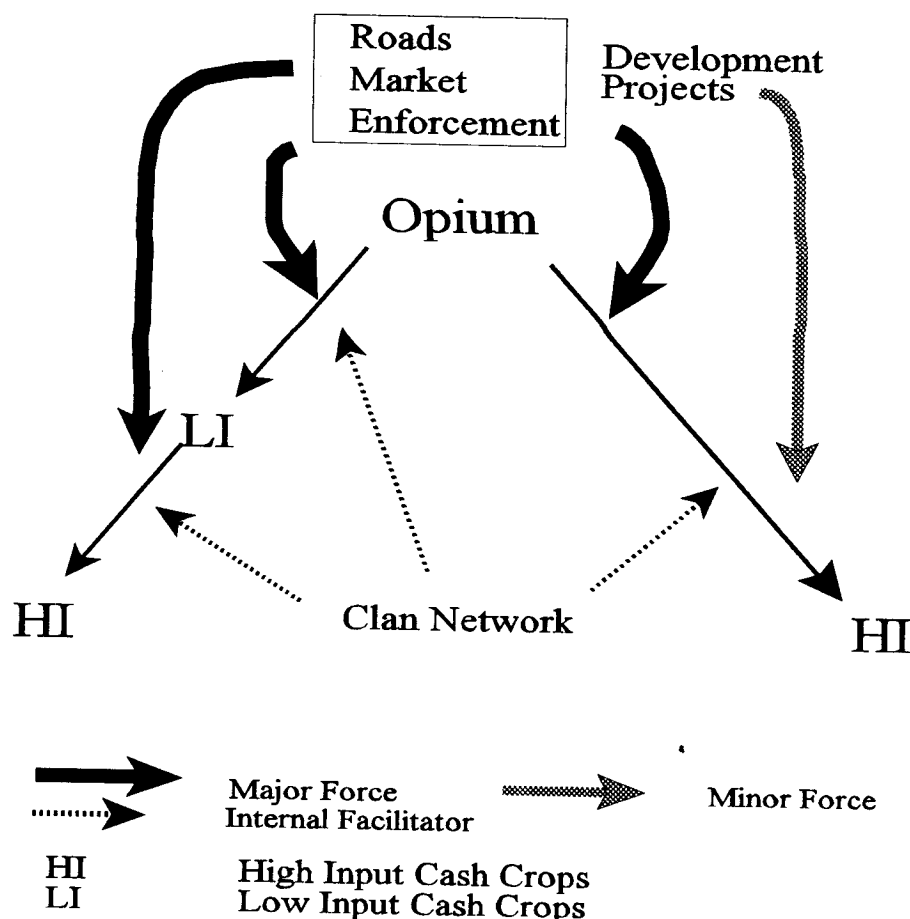 Roads
Market
Enforcement
Development
Projects
Opium
LI
HI
Clan Network
HI
Major Force
Minor Force
Internal Facilitator
HI High Input Cash Crops
LI Low Input Cash Crops